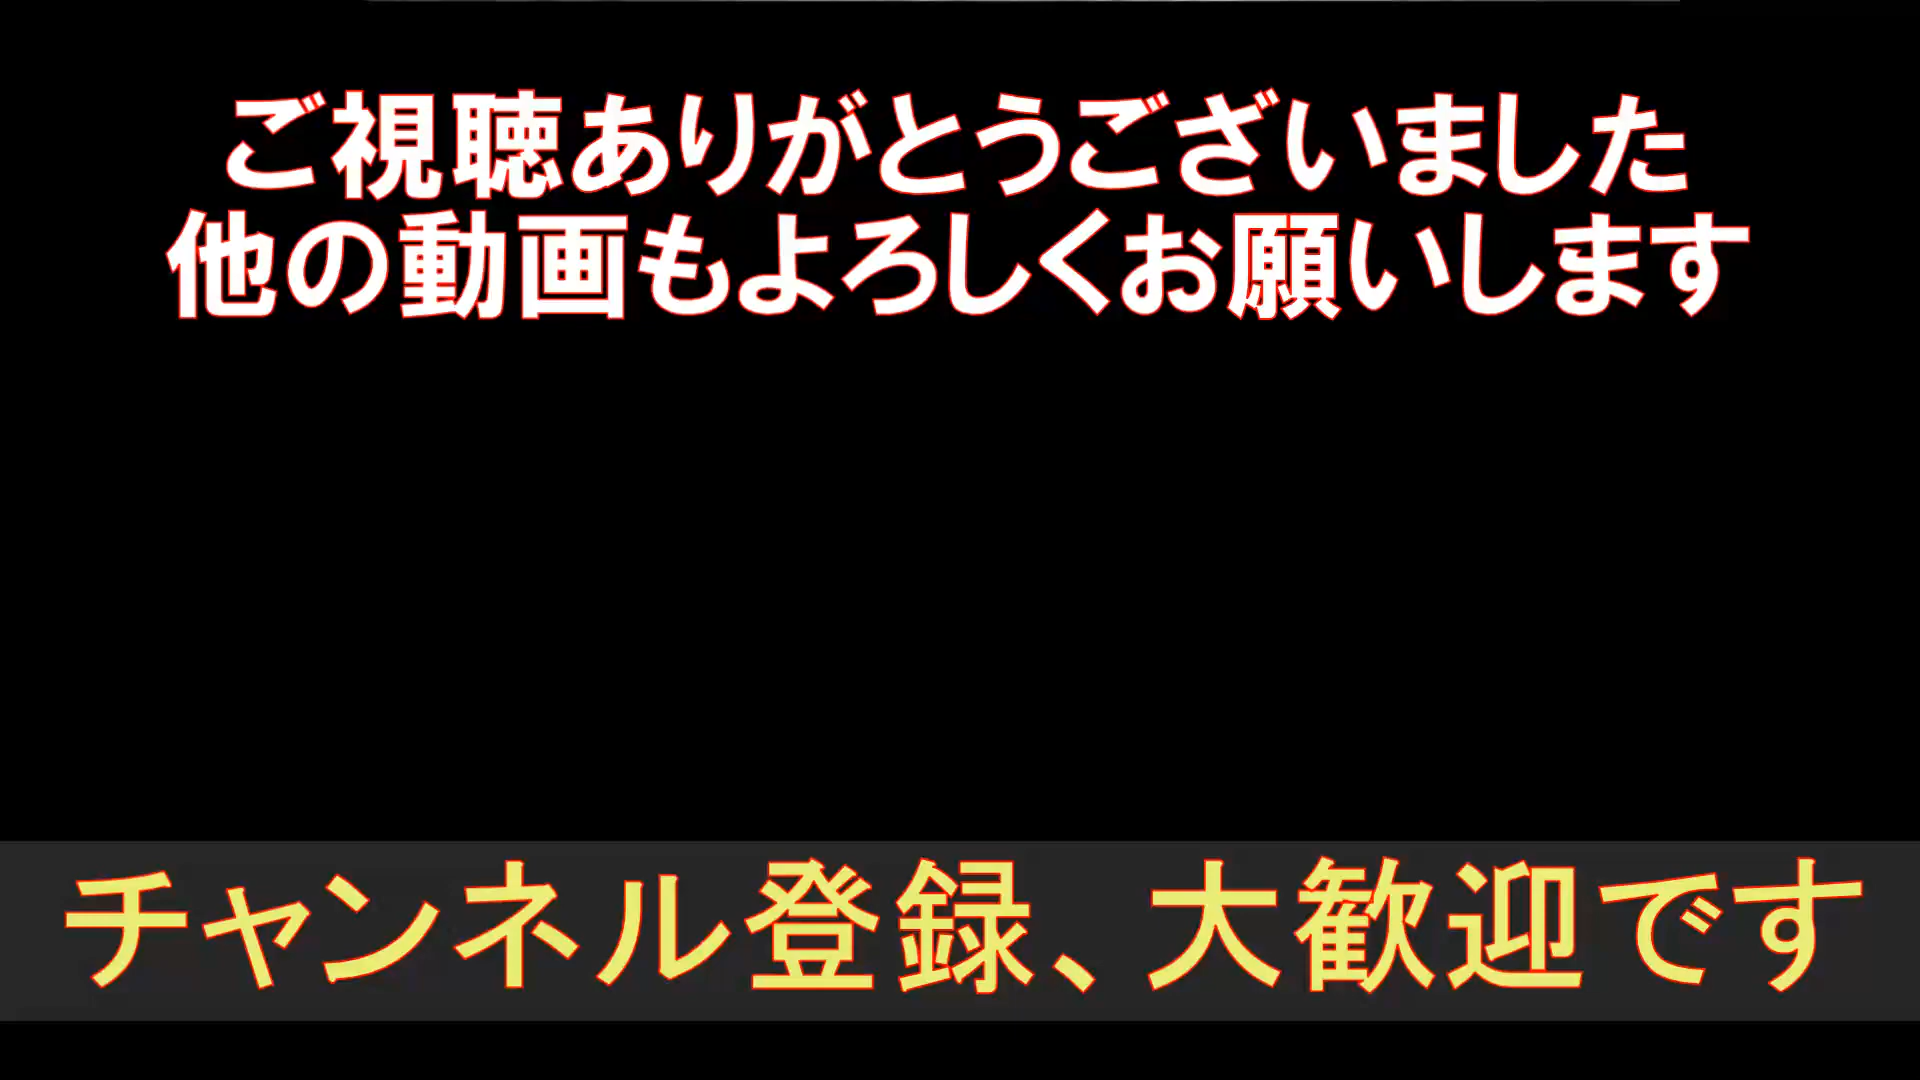 ご視聴ありがとうございました
他の動画もよろしくお願いします
チャンネル登録、大歓迎です